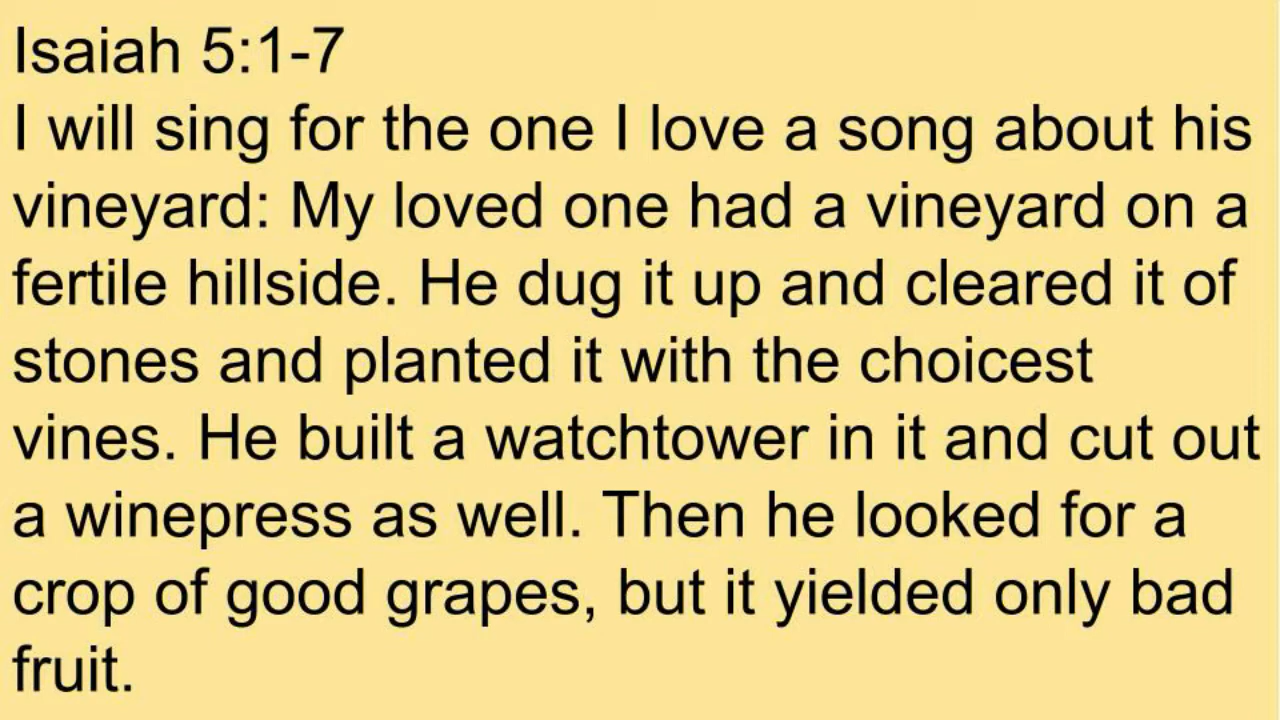 Isaiah 5:1-7
I will sing for the one I love a song about his
vineyard: My loved one had a vineyard on a
fertile hillside. He dug it up and cleared it of
stones and planted it with the choicest
vines. He built a watchtower in it and cut out
a winepress as well. Then he looked for a
crop of good grapes, but it yielded only bad
fruit.